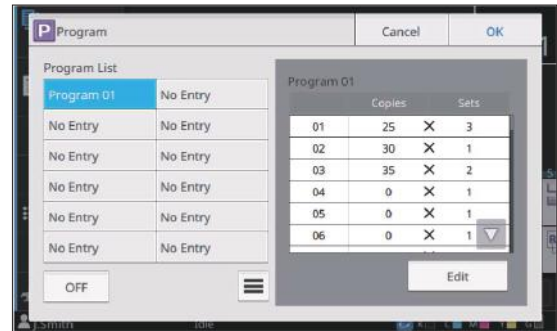 P Program Cancel OK
Program List
Program 01 No Entry
No Entry No Entry
No Entry No Entry
No Entry No Entry
No Entry No Entry
No Entry No Entry
OFF
Program 01
Copies Sets
01 25 X 3
02 30 X 1
03 35 X 2
04 0 X 1
05 0 X 1
06 0 X 1
Edit
J.Smith Idle